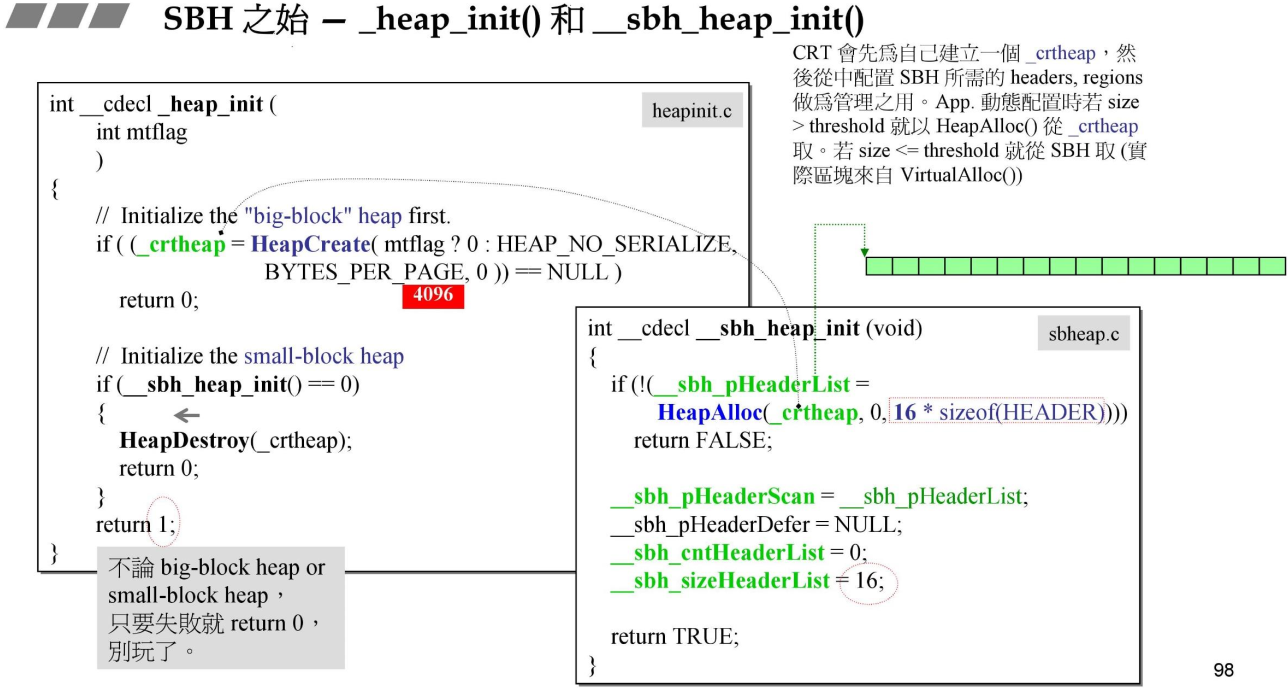 SBH 之始 – _heap_init() 和 __sbh_heap_init()
CRT 會先爲自己建立一個 _crtheap，然
後從中配置 SBH 所需的 headers, regions
做爲管理之用。App. 動態配置時若 size
> threshold 就以 HeapAlloc() 從 _crtheap
取。若 size <= threshold 就從 SBH 取 (實
際區塊來自 VirtualAlloc())
heapinit.c
int __cdecl _heap_init (
int mtflag
)
{
// Initialize the "big-block" heap first.
if ( (_crtheap = HeapCreate( mtflag ? 0 : HEAP_NO_SERIALIZE,
BYTES_PER_PAGE, 0 )) == NULL )
4096
return 0;
// Initialize the small-block heap
if (__sbh_heap_init() == 0)
{
HeapDestroy(_crtheap);
return 0;
}
return 1;
}
不論 big-block heap or
small-block heap，
只要失敗就 return 0，
別玩了。
sbheap.c
int __cdecl __sbh_heap_init (void)
{
if (!(__sbh_pHeaderList =
HeapAlloc(_crtheap, 0, 16 * sizeof(HEADER))))
return FALSE;
__sbh_pHeaderScan = __sbh_pHeaderList;
__sbh_pHeaderDefer = NULL;
__sbh_cntHeaderList = 0;
__sbh_sizeHeaderList = 16;
return TRUE;
}
98